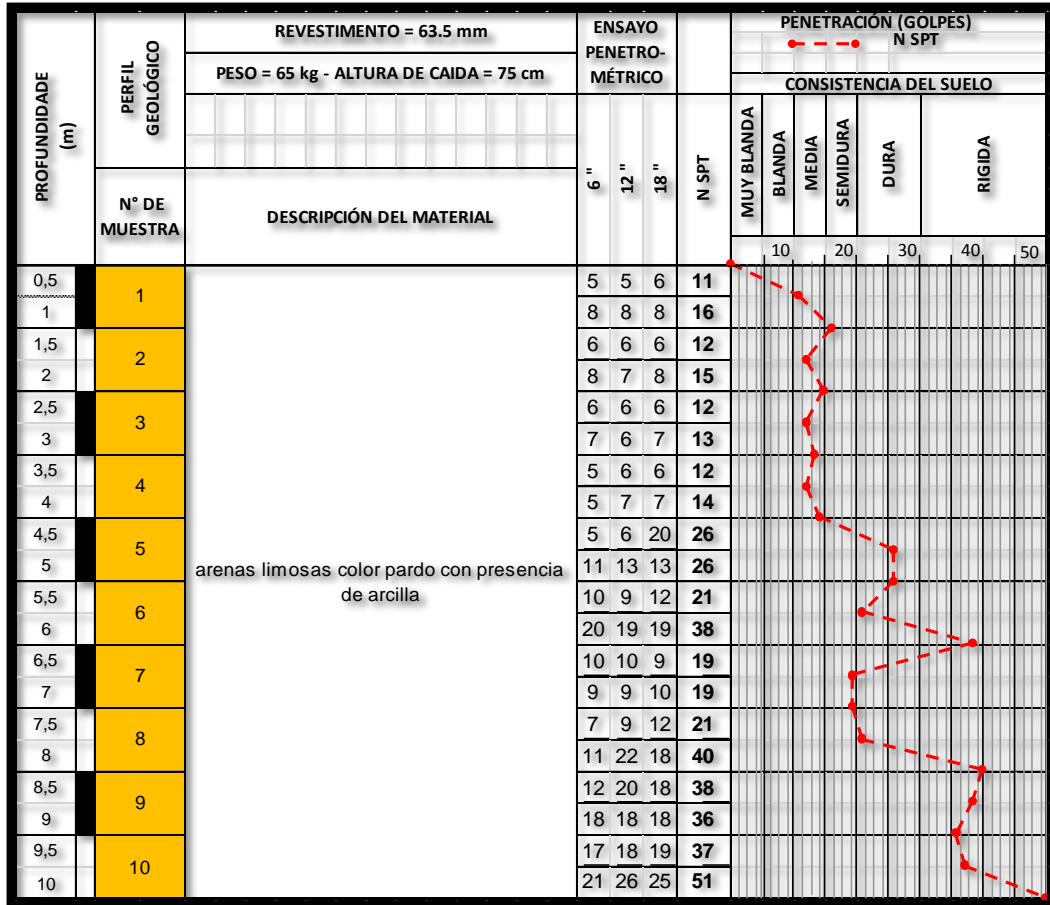 REVESTIMENTO = 63.5 mm
PESO = 65 kg - ALTURA DE CAIDA = 75 cm
ENSAYO
PENETRO-
MÉTRICO
PENETRACIÓN (GOLPES)
N SPT
CONSISTENCIA DEL SUELO
PROFUNDIDADE
(m)
PERFIL
GEOLÓGICO
N° DE
MUESTRA
DESCRIPCIÓN DEL MATERIAL
6 "
12 "
18 "
N SPT
MUY BLANDA
BLANDA
MEDIA
SEMIDURA
DURA
RIGIDA
10 20 30 40 50
0,5 1 5 5 6 11
1 8 8 8 16
1,5 2 6 6 6 12
2 8 7 8 15
2,5 3 6 6 6 12
3 7 6 7 13
3,5 4 5 6 6 12
4 5 7 7 14
4,5 5 5 6 20 26
5 11 13 13 26
arenas limosas color pardo con presencia
de arcilla
5,5 6 10 9 12 21
6 20 19 19 38
6,5 7 10 10 9 19
7 9 9 10 19
7,5 8 7 9 12 21
8 11 22 18 40
8,5 9 12 20 18 38
9 18 18 18 36
9,5 10 17 18 19 37
10 21 26 25 51